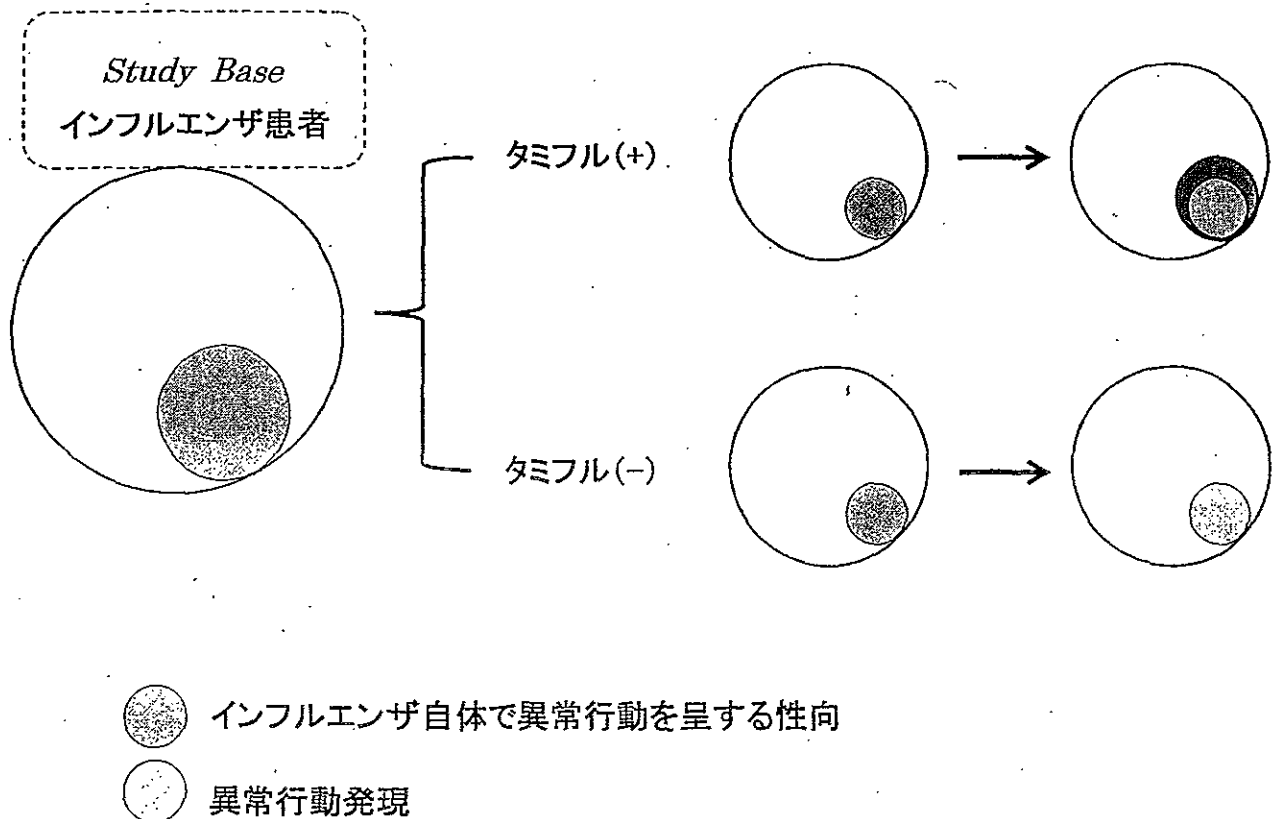 Study Base
インフルエンザ患者
タミフル(+)
タミフル(−)
インフルエンザ自体で異常行動を呈する性向
異常行動発現